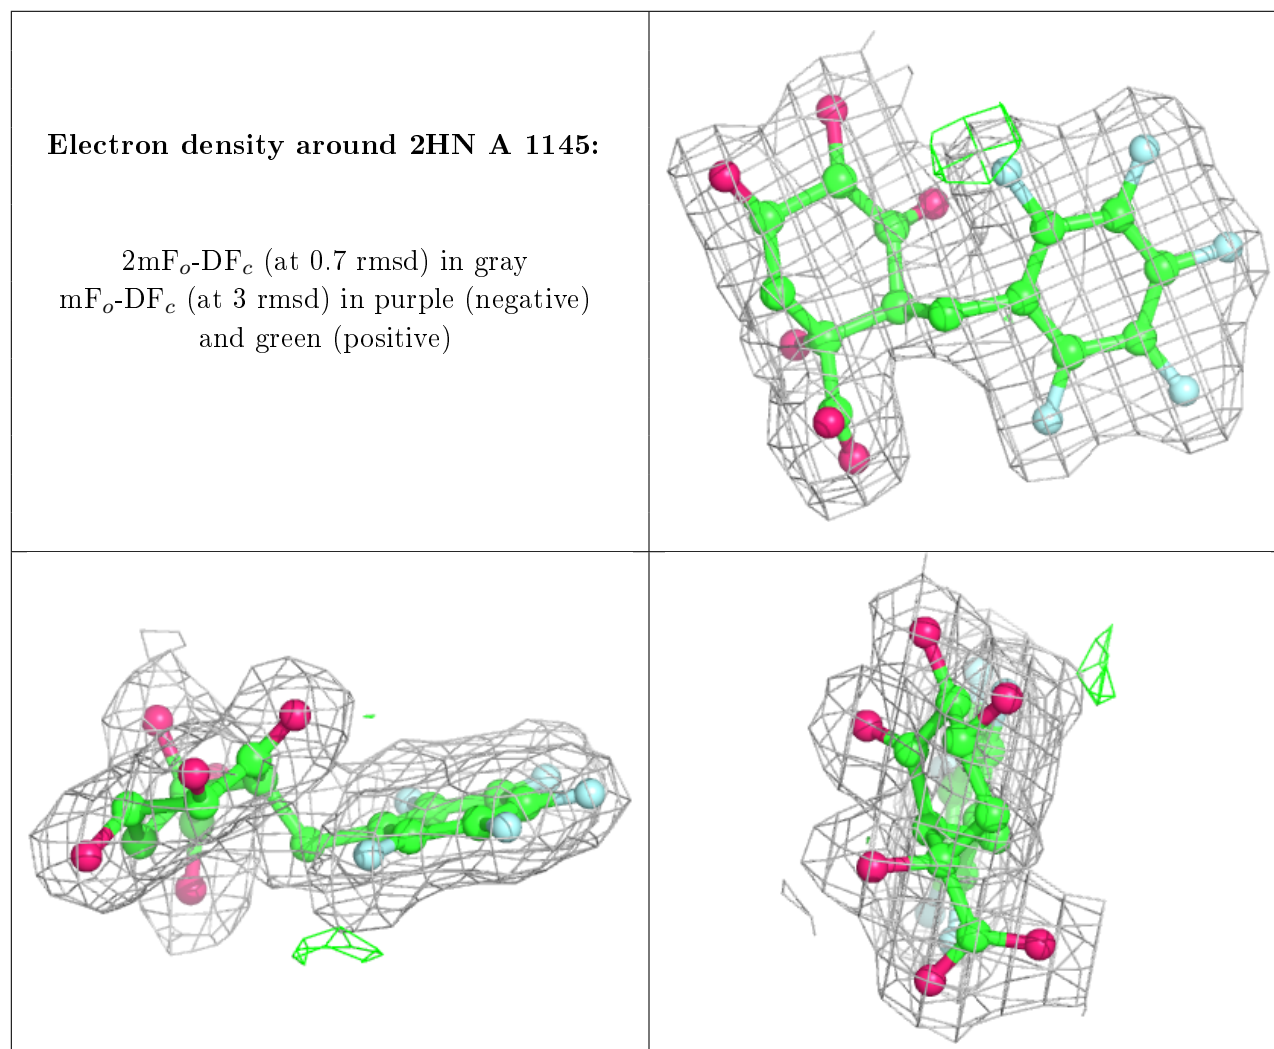 Electron density around 2HN A 1145:
2mFo-DFc (at 0.7 rmsd) in gray
mFo-DFc (at 3 rmsd) in purple (negative)
and green (positive)